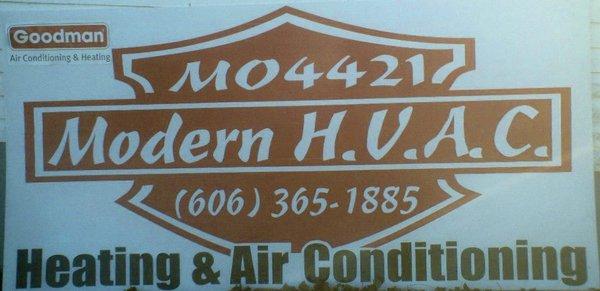 Goodman
Air Conditioning & Heating
MO4421
Modern H.V.A.C.
(606) 365-1885
Heating & Air Conditioning